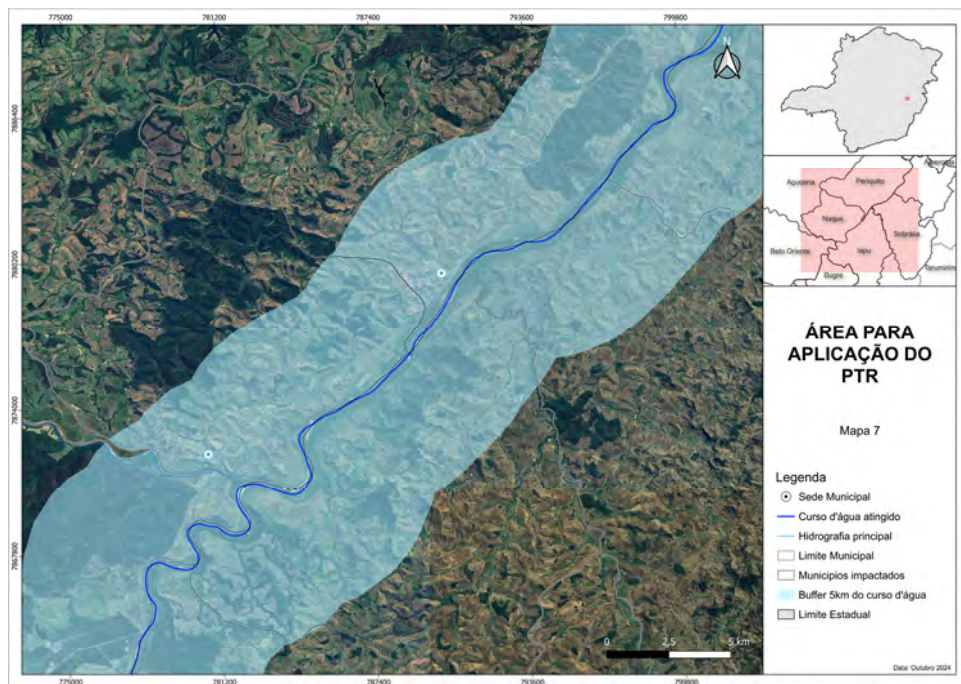 775000 781200 787400 793600 799800
N
7886400
7880200
7874000
7867800
0 2,5 5 km
775000 781200 787400 793600 799800
Açucena
Periquito
Naque
Sobrália
Belo Oriente
Iapu
Bugre
ÁREA PARA
APLICAÇÃO DO
PTR
Mapa 7
Legenda
Sede Municipal
Curso d'água atingido
Hidrografia principal
Limite Municipal
Municipios impactados
Buffer 5km do curso d'água
Limite Estadual
Data: Outubro 2024